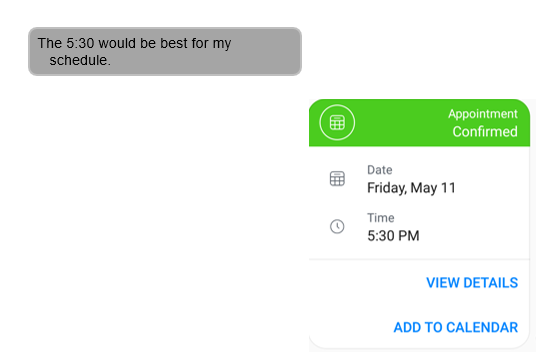 The 5:30 would be best for my
schedule.
Appointment
Confirmed
Date
Friday, May 11
Time
5:30 PM
VIEW DETAILS
ADD TO CALENDAR